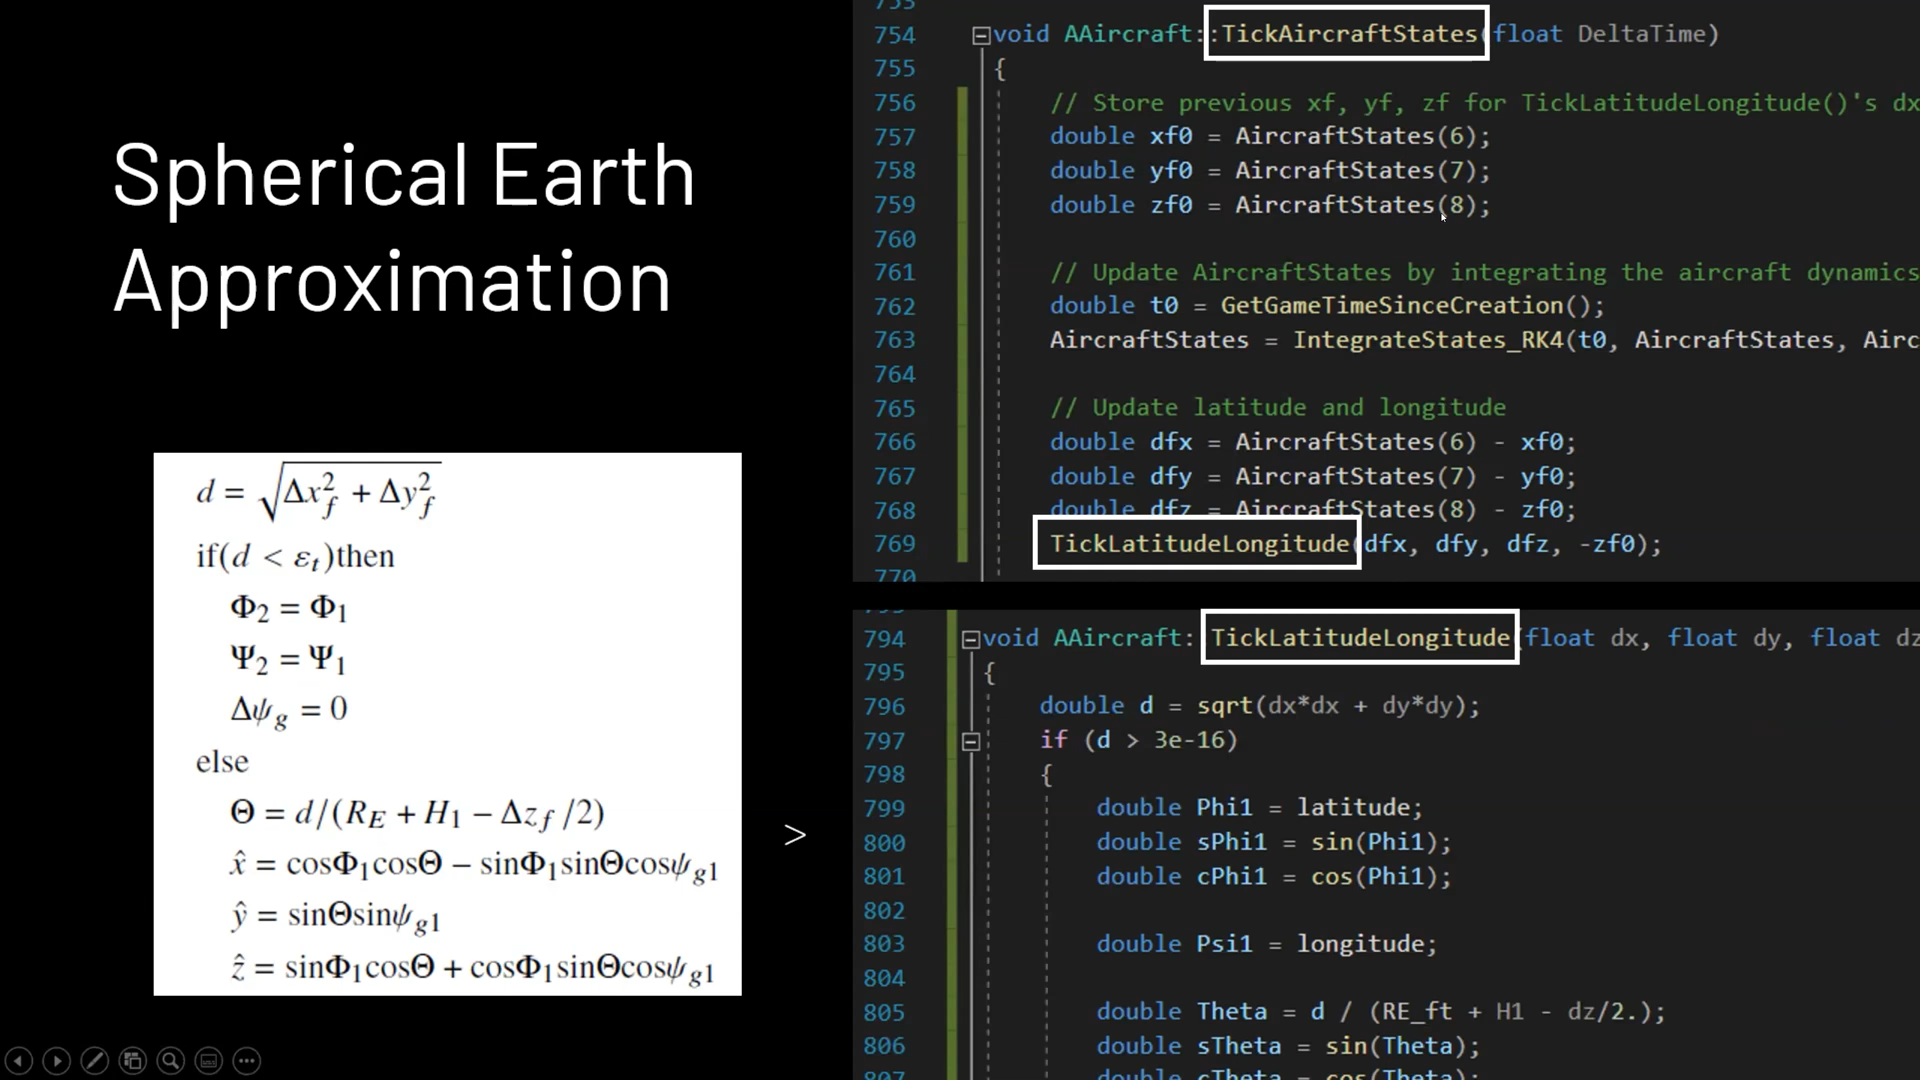 Spherical Earth
Approximation
d = √Δx_f² + Δy_f²
if(d < ε_t)then
Φ₂ = Φ₁
Ψ₂ = Ψ₁
Δψ_g = 0
else
Θ = d/(R_E + H₁ − Δz_f /2)
x̂ = cosΦ₁cosΘ − sinΦ₁sinΘcosψ_g1
ŷ = sinΘsinψ_g1
ẑ = sinΦ₁cosΘ + cosΦ₁sinΘcosψ_g1
>
753
754 void AAircraft::TickAircraftStates(float DeltaTime)
755 {
756 // Store previous xf, yf, zf for TickLatitudeLongitude()'s dx
757 double xf0 = AircraftStates(6);
758 double yf0 = AircraftStates(7);
759 double zf0 = AircraftStates(8);
760
761 // Update AircraftStates by integrating the aircraft dynamics
762 double t0 = GetGameTimeSinceCreation();
763 AircraftStates = IntegrateStates_RK4(t0, AircraftStates, Airc
764
765 // Update latitude and longitude
766 double dfx = AircraftStates(6) - xf0;
767 double dfy = AircraftStates(7) - yf0;
768 double dfz = AircraftStates(8) - zf0;
769 TickLatitudeLongitude(dfx, dfy, dfz, -zf0);
770
794 void AAircraft: TickLatitudeLongitude(float dx, float dy, float dz
795 {
796 double d = sqrt(dx*dx + dy*dy);
797 if (d > 3e-16)
798 {
799 double Phi1 = latitude;
800 double sPhi1 = sin(Phi1);
801 double cPhi1 = cos(Phi1);
802
803 double Psi1 = longitude;
804
805 double Theta = d / (RE_ft + H1 - dz/2.);
806 double sTheta = sin(Theta);
807 double cTheta = cos(Theta);